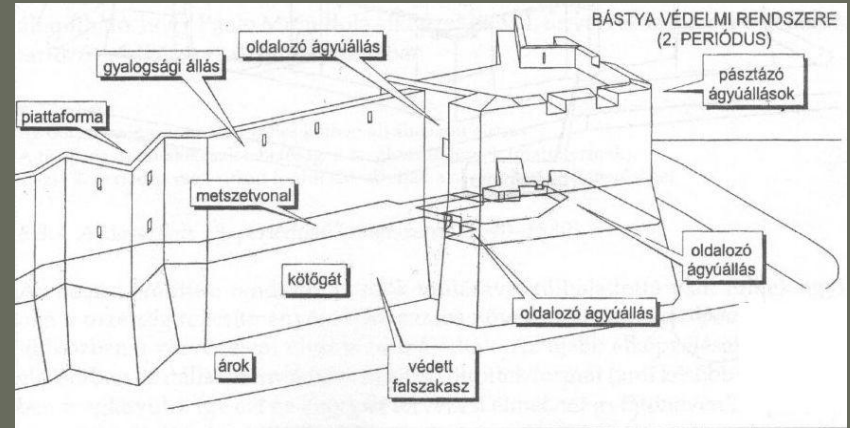 BÁSTYA VÉDELMI RENDSZERE
(2. PERIÓDUS)
oldalozó ágyúállás
gyalogsági állás
pásztázó
ágyúállások
piattaforma
metszetvonal
oldalozó
ágyúállás
kötőgát
oldalozó ágyúállás
árok
védett
falszakasz